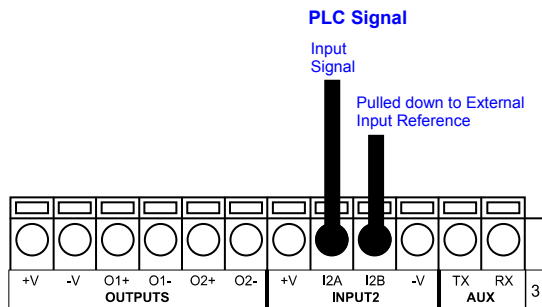 PLC Signal
Input
Signal
Pulled down to External
Input Reference
+V -V O1+ O1- O2+ O2- +V I2A I2B -V TX RX
OUTPUTS INPUT2 AUX 3